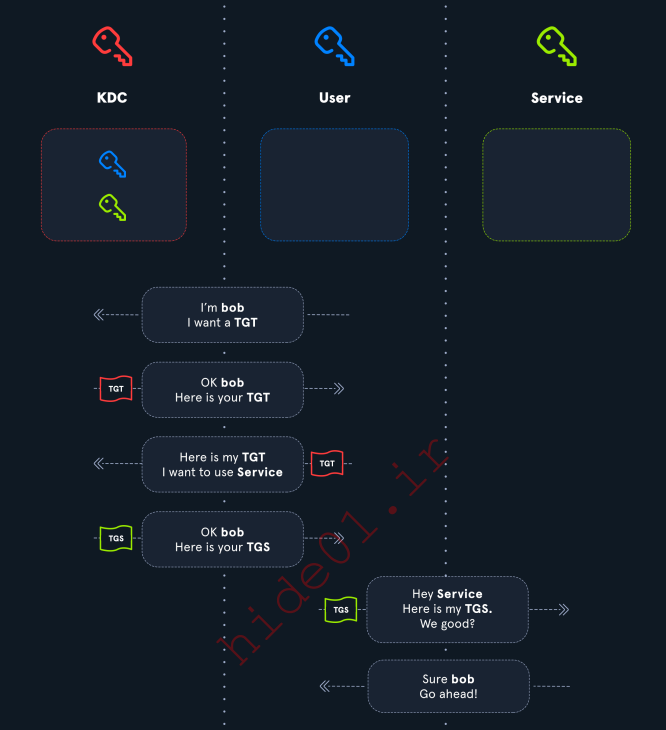 KDC
User
Service
I'm bob
I want a TGT
TGT
OK bob
Here is your TGT
Here is my TGT
I want to use Service
TGT
TGS
OK bob
Here is your TGS
TGS
Hey Service
Here is my TGS.
We good?
Sure bob
Go ahead!
hide01.ir